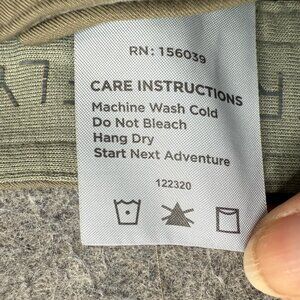 RN: 156039
CARE INSTRUCTIONS
Machine Wash Cold
Do Not Bleach
Hang Dry
Start Next Adventure
122320